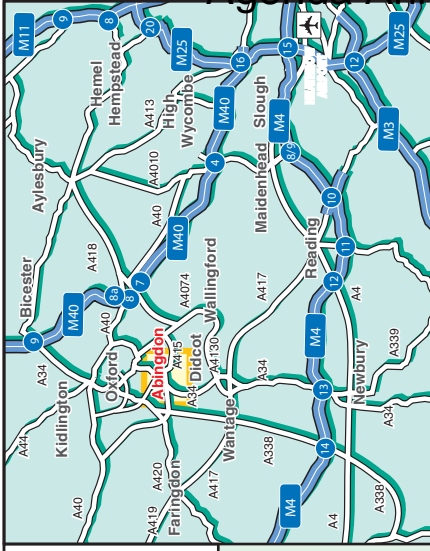 M11
9
8
20
M25
16
15
12
M25
Hemel
Hempstead
A413
High
Wycombe
M40
Slough
M4
M3
Aylesbury
A4010
4
Maidenhead
8/9
A40
10
A418
M40
Reading
11
Bicester
M40
8a
8
7
A4074
Wallingford
A417
12
A4
9
A40
A34
Oxford
Abingdon
A415
Didcot
A4130
M4
A339
Kidlington
A34
A34
13
Newbury
A44
Wantage
A34
A338
14
A420
Faringdon
A417
A40
A419
M4
A4
A338